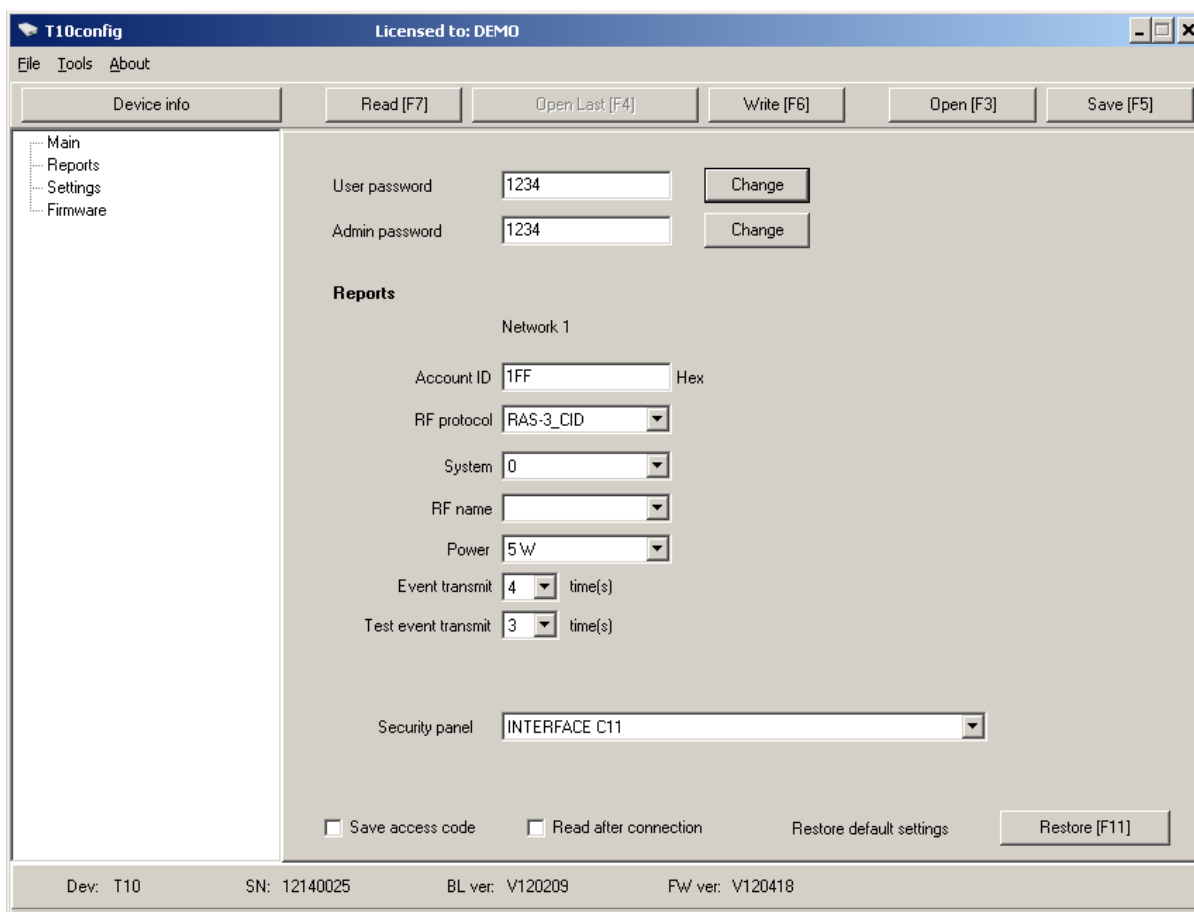 T10config Licensed to: DEMO
File Tools About
Device info Read [F7] Open Last [F4] Write [F6] Open [F3] Save [F5]
Main
Reports
Settings
Firmware
User password 1234 Change
Admin password 1234 Change
Reports
Network 1
Account ID 1FF Hex
RF protocol RAS-3_CID
System 0
RF name
Power 5 W
Event transmit 4 time(s)
Test event transmit 3 time(s)
Security panel INTERFACE C11
Save access code Read after connection Restore default settings Restore [F11]
Dev: T10 SN: 12140025 BL ver: V120209 FW ver: V120418